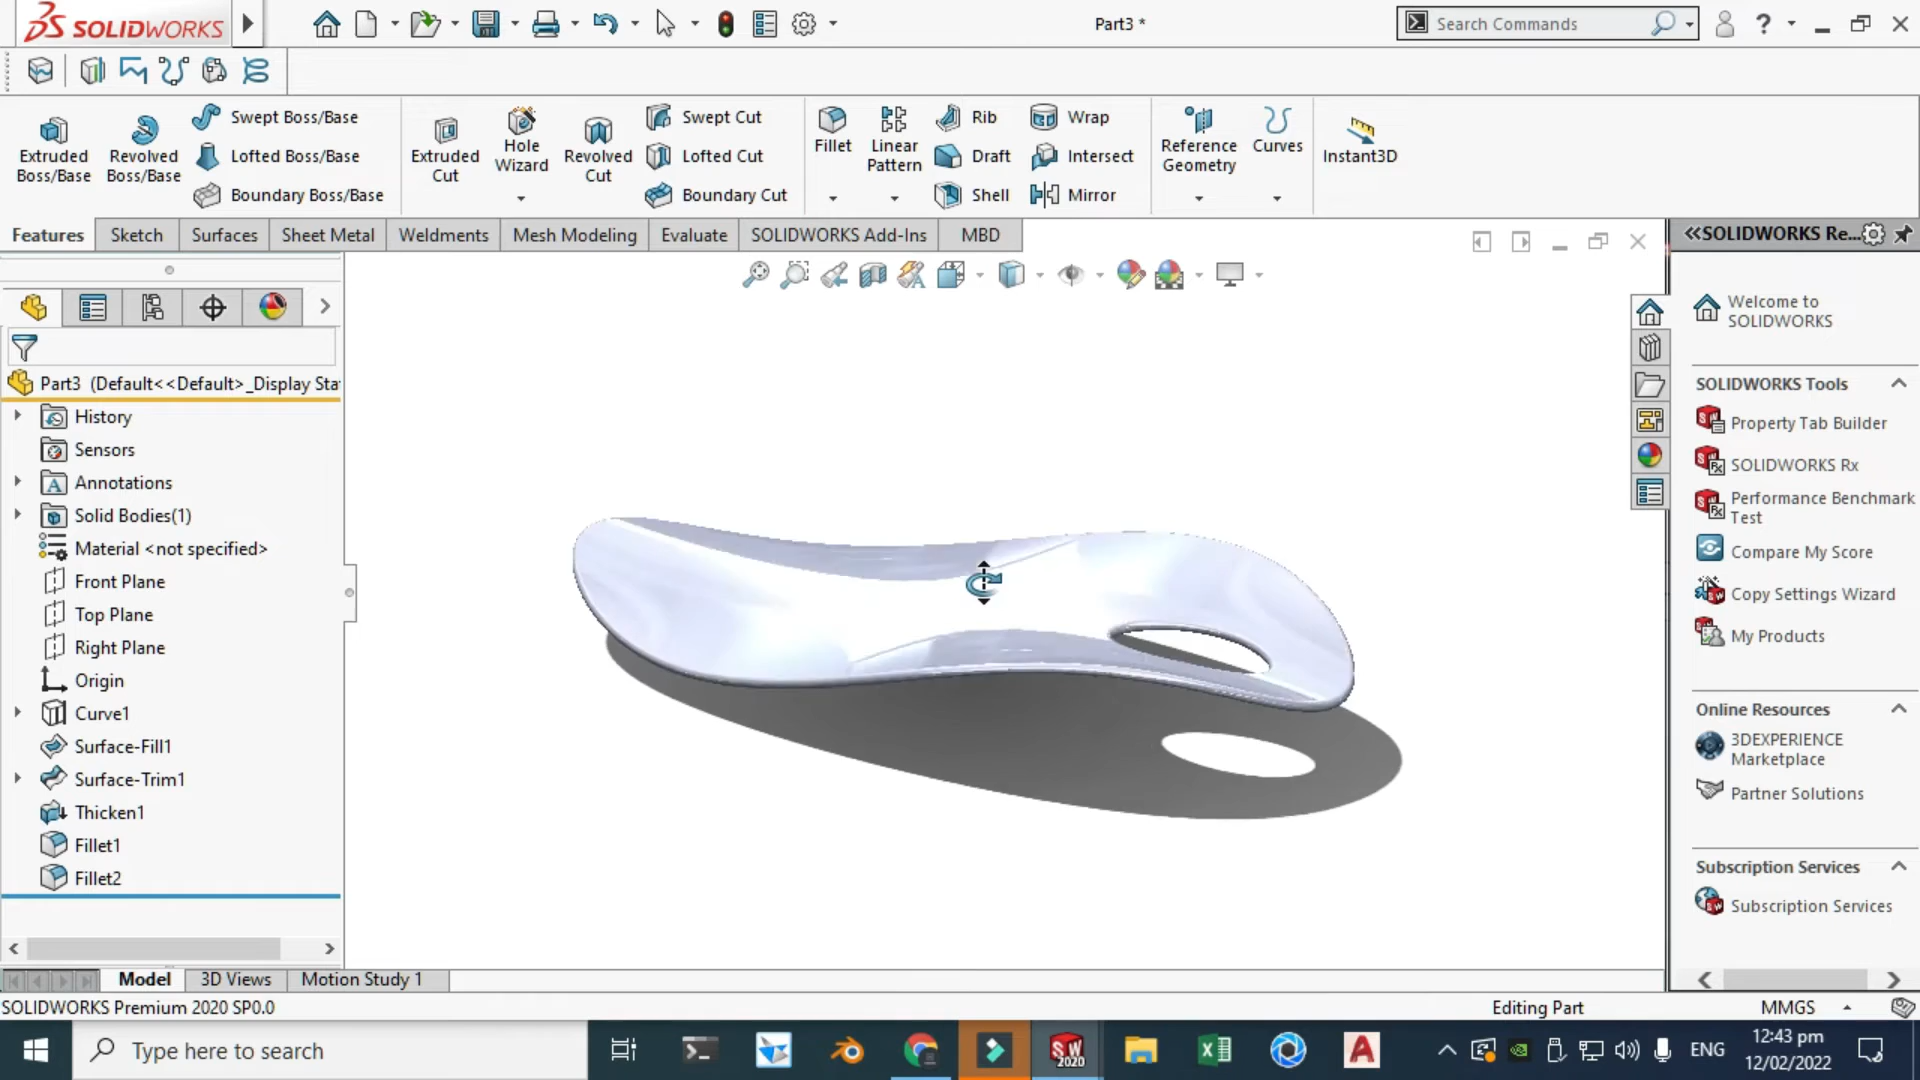 SOLIDWORKS
Part3 *
Search Commands
?
Extruded
Boss/Base
Revolved
Boss/Base
Swept Boss/Base
Lofted Boss/Base
Boundary Boss/Base
Extruded
Cut
Hole
Wizard
Revolved
Cut
Swept Cut
Lofted Cut
Boundary Cut
Fillet
Linear
Pattern
Rib
Draft
Shell
Wrap
Intersect
Mirror
Reference
Geometry
Curves
Instant3D
Features
Sketch
Surfaces
Sheet Metal
Weldments
Mesh Modeling
Evaluate
SOLIDWORKS Add-Ins
MBD
Part3 (Default<<Default>_Display Sta
History
Sensors
Annotations
Solid Bodies(1)
Material <not specified>
Front Plane
Top Plane
Right Plane
Origin
Curve1
Surface-Fill1
Surface-Trim1
Thicken1
Fillet1
Fillet2
SOLIDWORKS Re...
Welcome to
SOLIDWORKS
SOLIDWORKS Tools
Property Tab Builder
SOLIDWORKS Rx
Performance Benchmark
Test
Compare My Score
Copy Settings Wizard
My Products
Online Resources
3DEXPERIENCE
Marketplace
Partner Solutions
Subscription Services
Subscription Services
Model
3D Views
Motion Study 1
SOLIDWORKS Premium 2020 SP0.0
Editing Part
MMGS
Type here to search
SW
2020
ENG
12:43 pm
12/02/2022